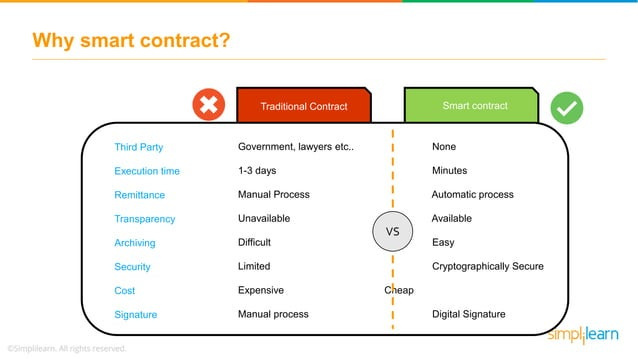 Why smart contract?
Traditional Contract Smart contract
Third Party Government, lawyers etc.. None
Execution time 1-3 days Minutes
Remittance Manual Process Automatic process
Transparency Unavailable Available
VS
Archiving Difficult Easy
Security Limited Cryptographically Secure
Cost Expensive Cheap
Signature Manual process Digital Signature
simplilearn
©Simplilearn. All rights reserved.